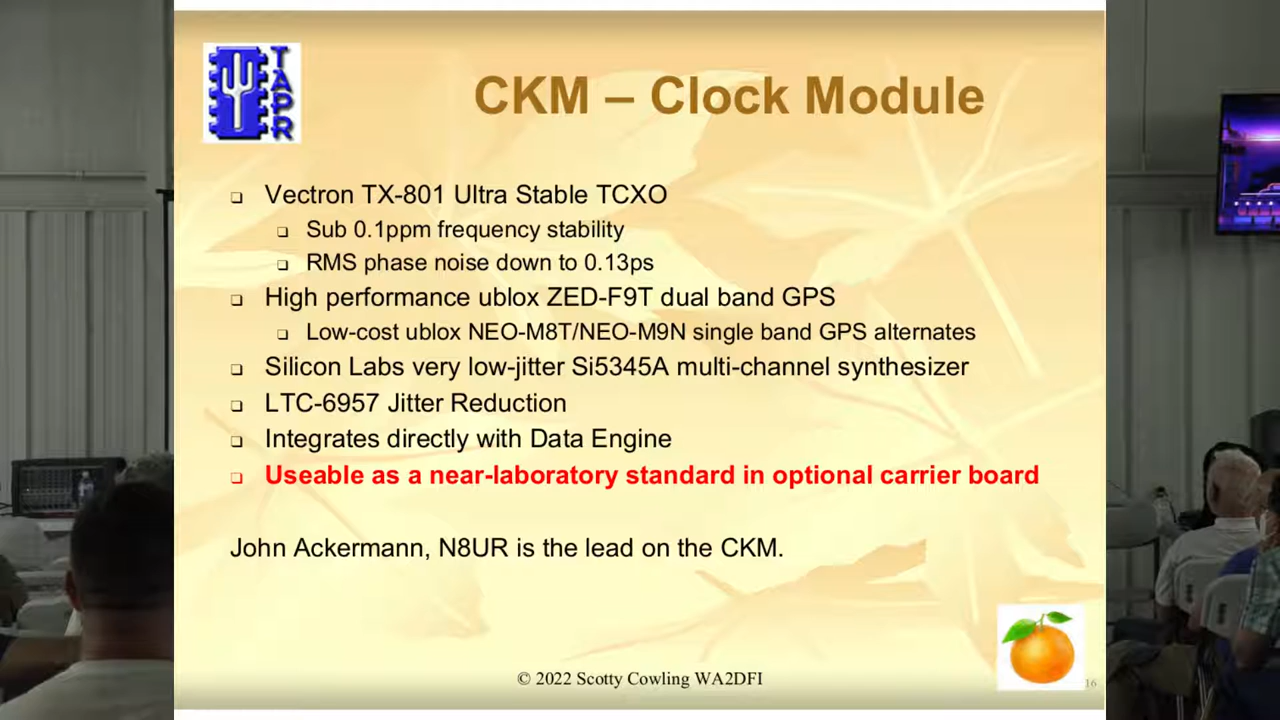 TAPR
CKM – Clock Module
Vectron TX-801 Ultra Stable TCXO
Sub 0.1ppm frequency stability
RMS phase noise down to 0.13ps
High performance ublox ZED-F9T dual band GPS
Low-cost ublox NEO-M8T/NEO-M9N single band GPS alternates
Silicon Labs very low-jitter Si5345A multi-channel synthesizer
LTC-6957 Jitter Reduction
Integrates directly with Data Engine
Useable as a near-laboratory standard in optional carrier board
John Ackermann, N8UR is the lead on the CKM.
© 2022 Scotty Cowling WA2DFI
16